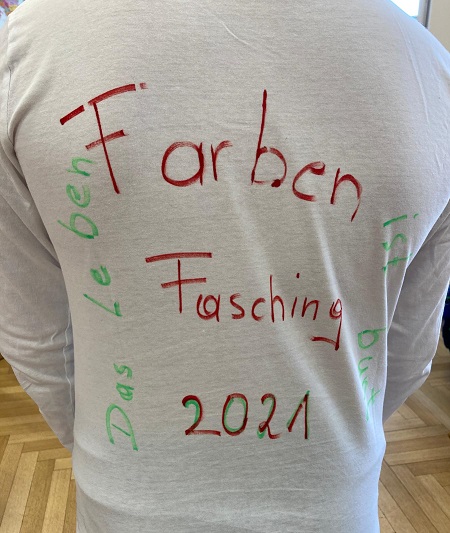 Farben
Fasching
2021
Das Leben
ist
bunt